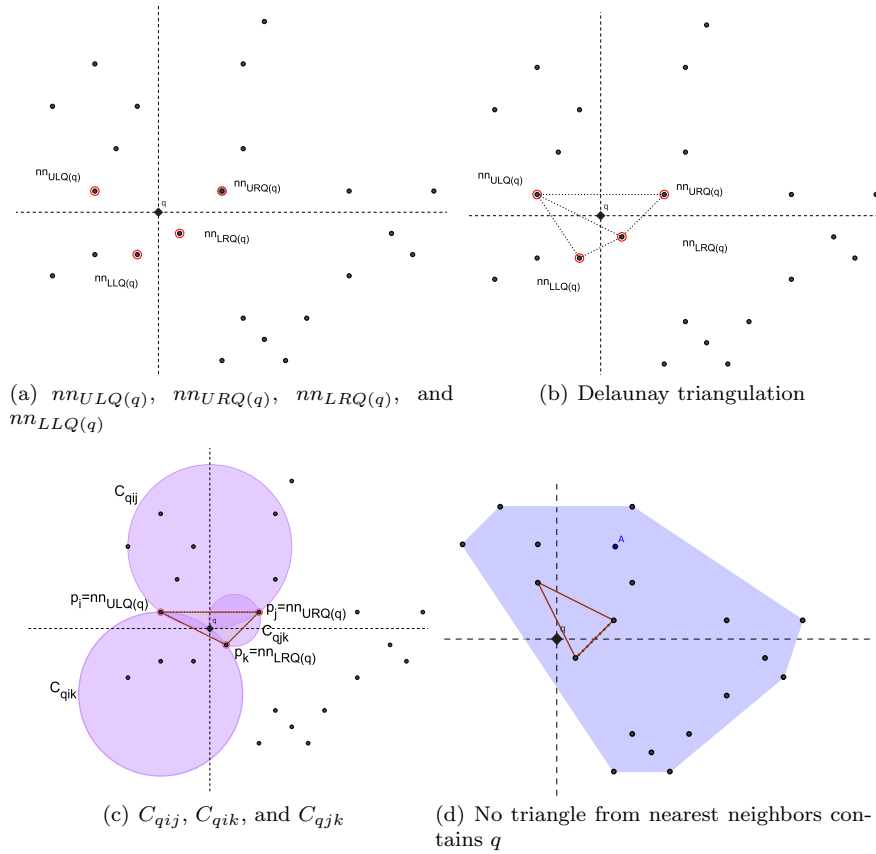 nn_ULQ(q)
nn_URQ(q)
q
nn_LRQ(q)
nn_LLQ(q)
nn_ULQ(q)
nn_URQ(q)
q
nn_LRQ(q)
nn_LLQ(q)
(a) nn_ULQ(q), nn_URQ(q), nn_LRQ(q), and
nn_LLQ(q)
(b) Delaunay triangulation
C_qij
p_i=nn_ULQ(q)
q
p_j=nn_URQ(q)
C_qjk
p_k=nn_LRQ(q)
C_qik
A
q
(c) C_qij, C_qik, and C_qjk
(d) No triangle from nearest neighbors con-
tains q